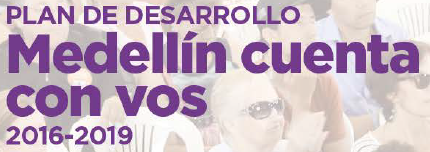 PLAN DE DESARROLLO
Medellín cuenta
con vos
2016-2019